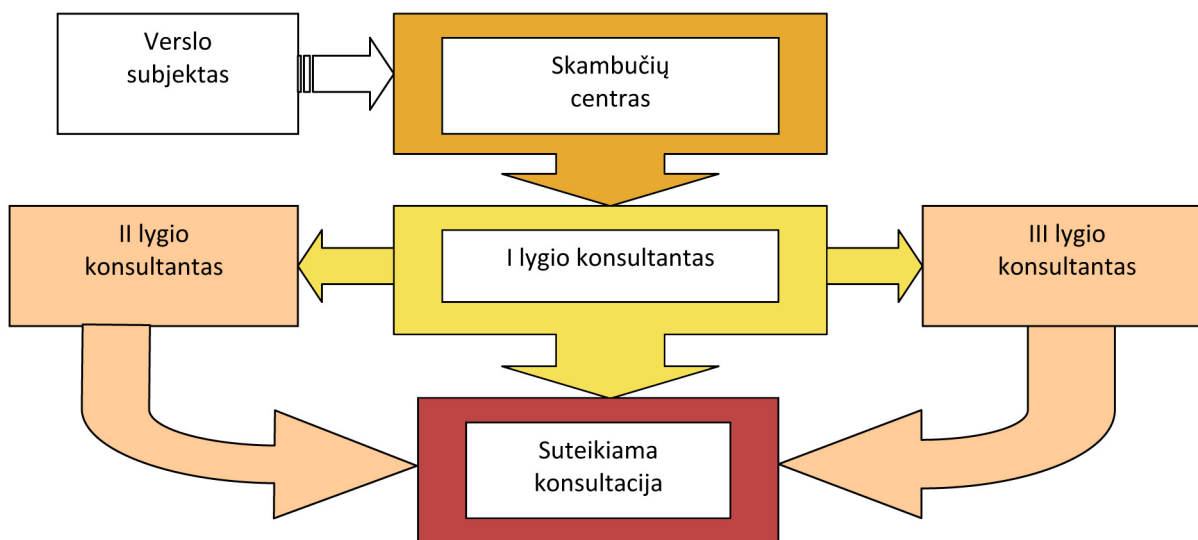 Verslo
subjektas
Skambučių
centras
II lygio
konsultantas
I lygio konsultantas
III lygio
konsultantas
Suteikiama
konsultacija